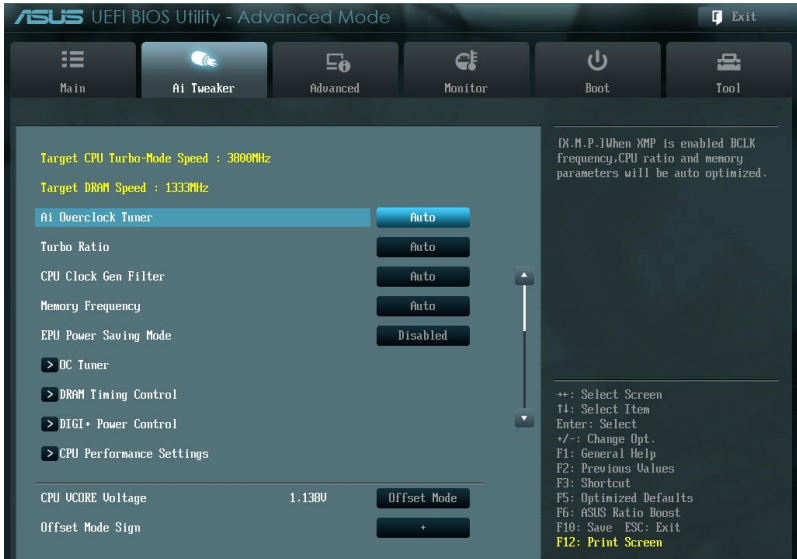 ASUS UEFI BIOS Utility - Advanced Mode
Exit
Main
Ai Tweaker
Advanced
Monitor
Boot
Tool
Target CPU Turbo-Mode Speed : 3800MHz
Target DRAM Speed : 1333MHz
Ai Overclock Tuner Auto
Turbo Ratio Auto
CPU Clock Gen Filter Auto
Memory Frequency Auto
EPU Power Saving Mode Disabled
> OC Tuner
> DRAM Timing Control
> DIGI+ Power Control
> CPU Performance Settings
CPU VCORE Voltage 1.138V Offset Mode
Offset Mode Sign +
[X.M.P.]When XMP is enabled BCLK
frequency,CPU ratio and memory
parameters will be auto optimized.
→←: Select Screen
↑↓: Select Item
Enter: Select
+/-: Change Opt.
F1: General Help
F2: Previous Values
F3: Shortcut
F5: Optimized Defaults
F6: ASUS Ratio Boost
F10: Save ESC: Exit
F12: Print Screen